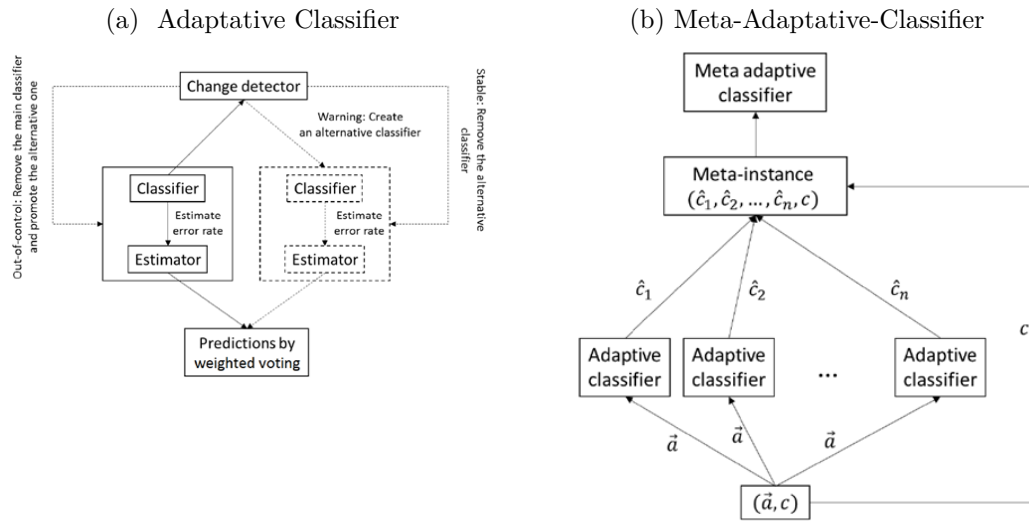 (a) Adaptative Classifier
Out-of-control: Remove the main classifier
and promote the alternative one
Change detector
Warning: Create
an alternative classifier
Stable: Remove the alternative
classifier
Classifier
Estimate
error rate
Estimator
Classifier
Estimate
error rate
Estimator
Predictions by
weighted voting
(b) Meta-Adaptative-Classifier
Meta adaptive
classifier
Meta-instance
(ĉ₁, ĉ₂, ..., ĉₙ, c)
ĉ₁
ĉ₂
ĉₙ
c
Adaptive
classifier
Adaptive
classifier
...
Adaptive
classifier
a⃗
a⃗
a⃗
(a⃗, c)